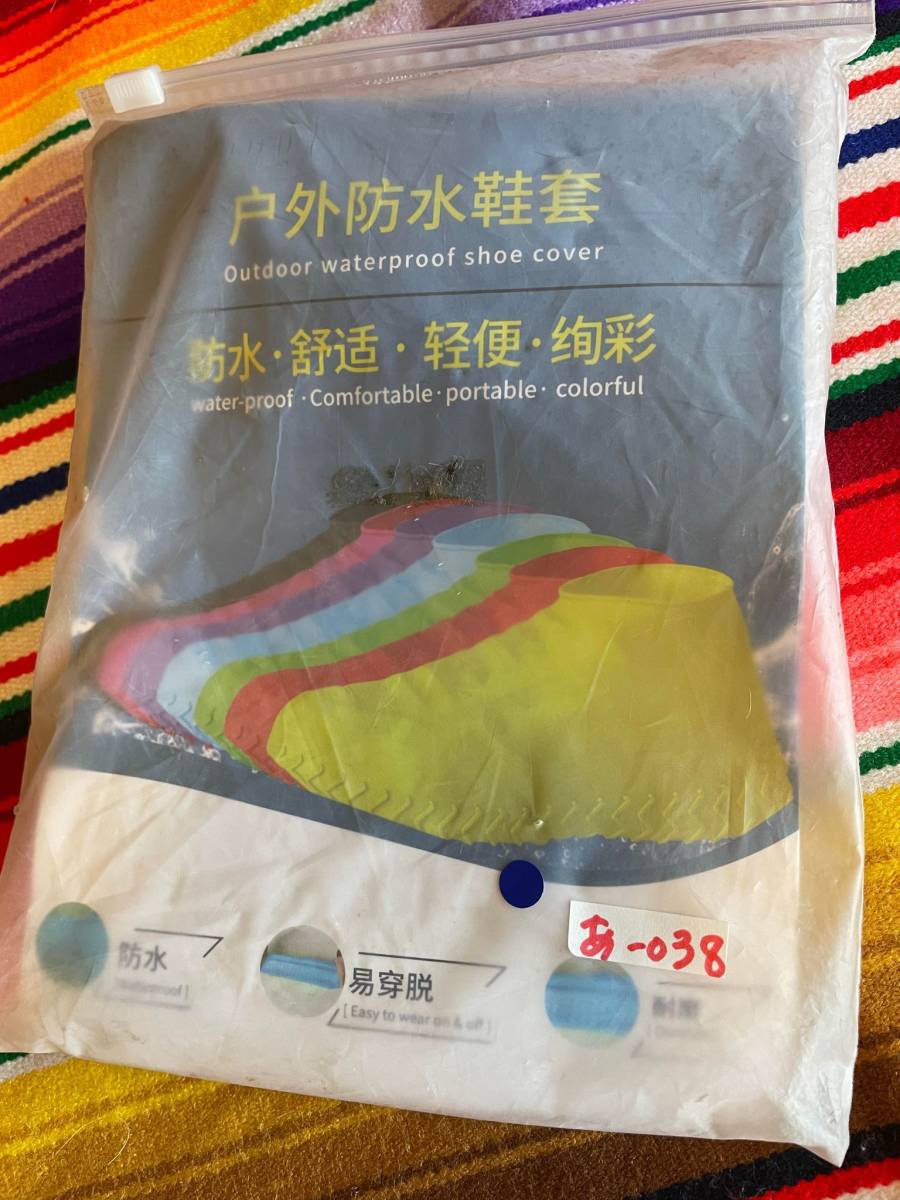 户外防水鞋套
Outdoor waterproof shoe cover
防水·舒适·轻便·绚彩
water-proof ·Comfortable·portable· colorful
あ-038
防水
易穿脱
[ Easy to wear on & off ]